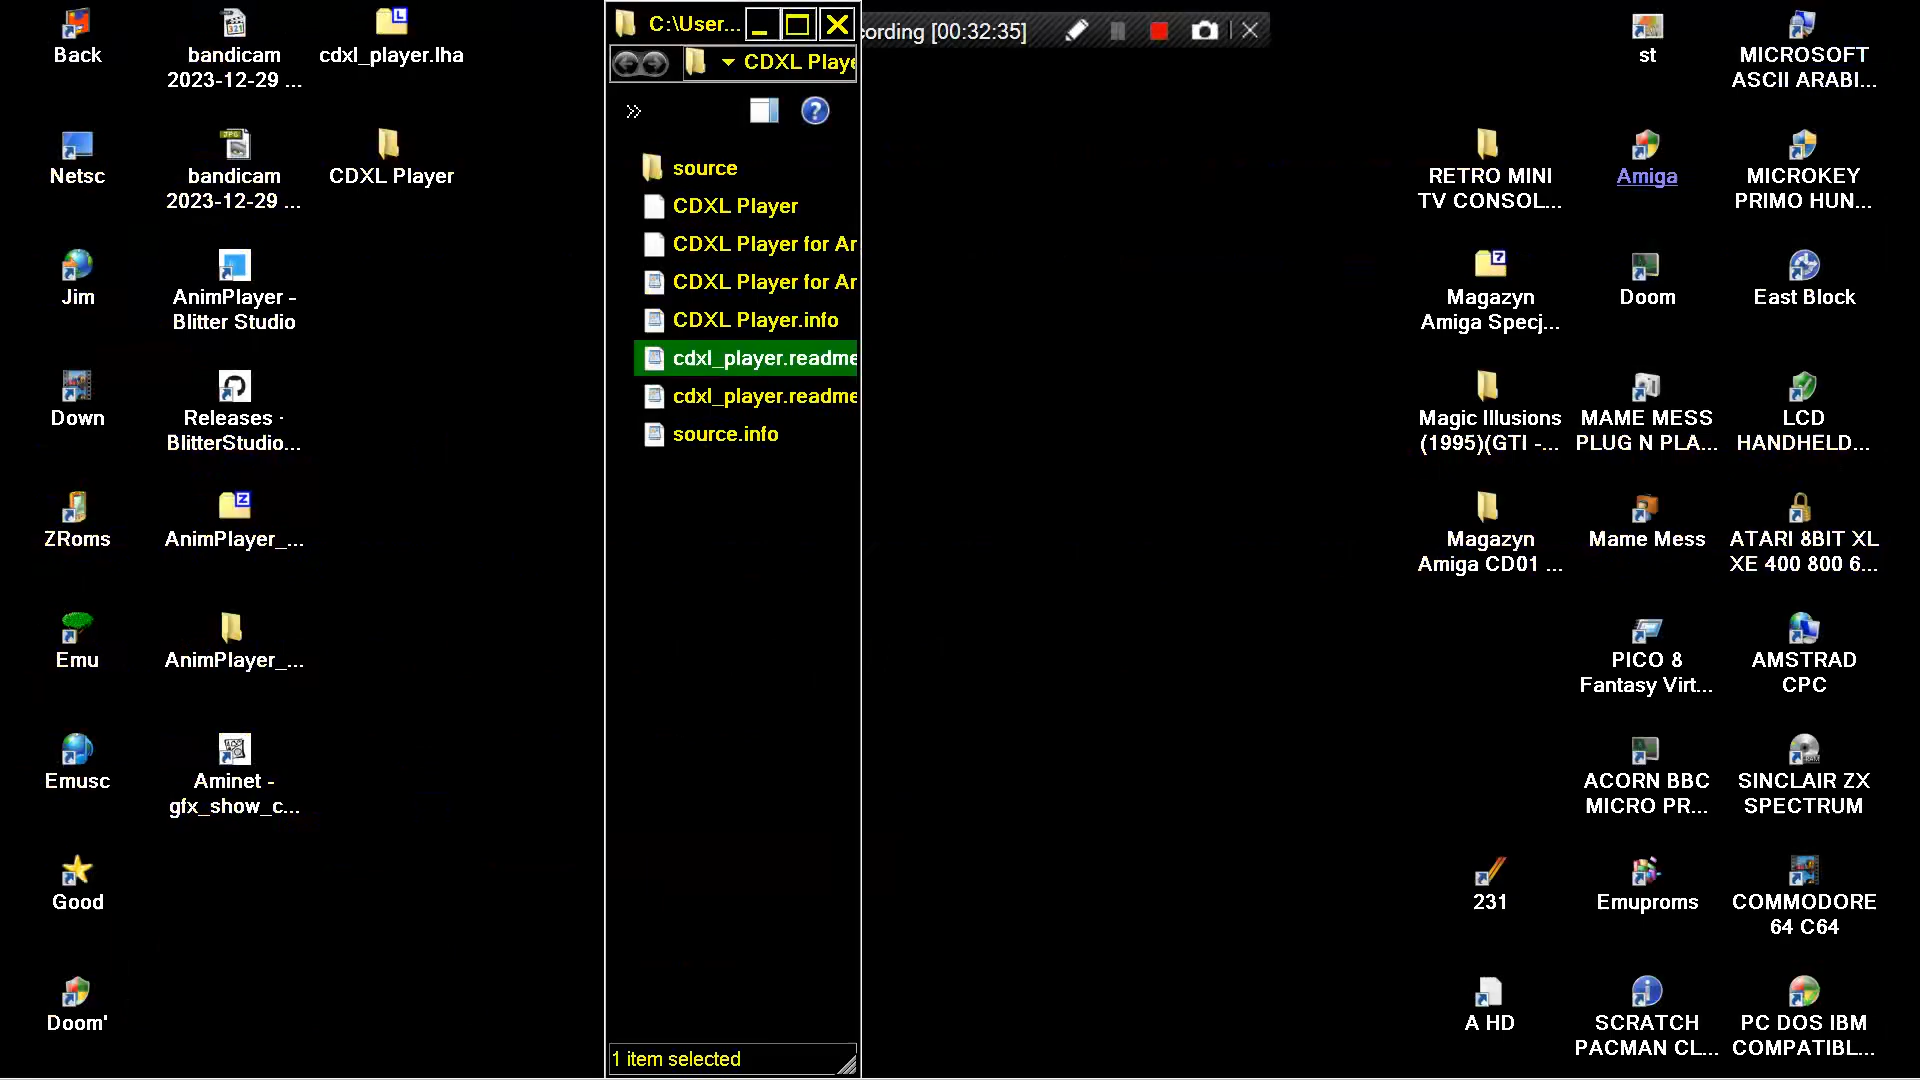 Back
bandicam
2023-12-29 ...
cdxl_player.lha
Netsc
bandicam
2023-12-29 ...
CDXL Player
Jim
AnimPlayer -
Blitter Studio
Down
Releases ·
BlitterStudio...
ZRoms
AnimPlayer_...
Emu
AnimPlayer_...
Emusc
Aminet -
gfx_show_c...
Good
Doom'
C:\User...
CDXL Playe
source
CDXL Player
CDXL Player for Ar
CDXL Player for Ar
CDXL Player.info
cdxl_player.readme
cdxl_player.readme
source.info
1 item selected
cording [00:32:35]
st
MICROSOFT
ASCII ARABI...
RETRO MINI
TV CONSOL...
Amiga
MICROKEY
PRIMO HUN...
Magazyn
Amiga Specj...
Doom
East Block
Magic Illusions
(1995)(GTI -...
MAME MESS
PLUG N PLA...
LCD
HANDHELD...
Magazyn
Amiga CD01 ...
Mame Mess
ATARI 8BIT XL
XE 400 800 6...
PICO 8
Fantasy Virt...
AMSTRAD
CPC
ACORN BBC
MICRO PR...
SINCLAIR ZX
SPECTRUM
231
Emuproms
COMMODORE
64 C64
A HD
SCRATCH
PACMAN CL...
PC DOS IBM
COMPATIBL...